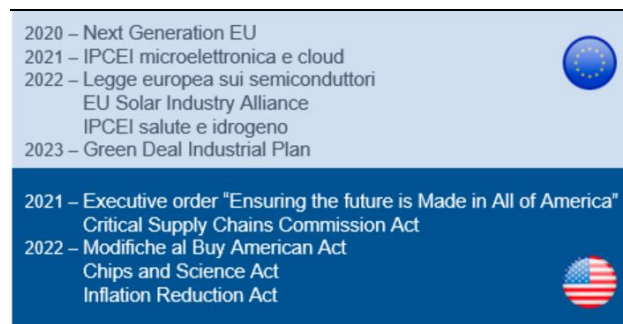 2020 – Next Generation EU
2021 – IPCEI microelettronica e cloud
2022 – Legge europea sui semiconduttori
EU Solar Industry Alliance
IPCEI salute e idrogeno
2023 – Green Deal Industrial Plan
2021 – Executive order “Ensuring the future is Made in All of America”
Critical Supply Chains Commission Act
2022 – Modifiche al Buy American Act
Chips and Science Act
Inflation Reduction Act